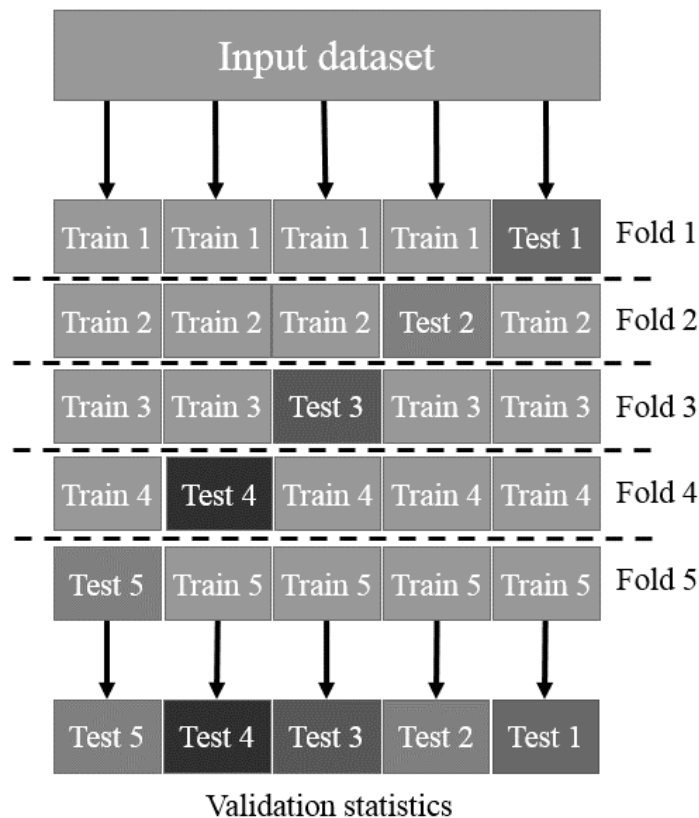 Input dataset
Train 1 Train 1 Train 1 Train 1 Test 1 Fold 1
Train 2 Train 2 Train 2 Test 2 Train 2 Fold 2
Train 3 Train 3 Test 3 Train 3 Train 3 Fold 3
Train 4 Test 4 Train 4 Train 4 Train 4 Fold 4
Test 5 Train 5 Train 5 Train 5 Train 5 Fold 5
Test 5 Test 4 Test 3 Test 2 Test 1
Validation statistics